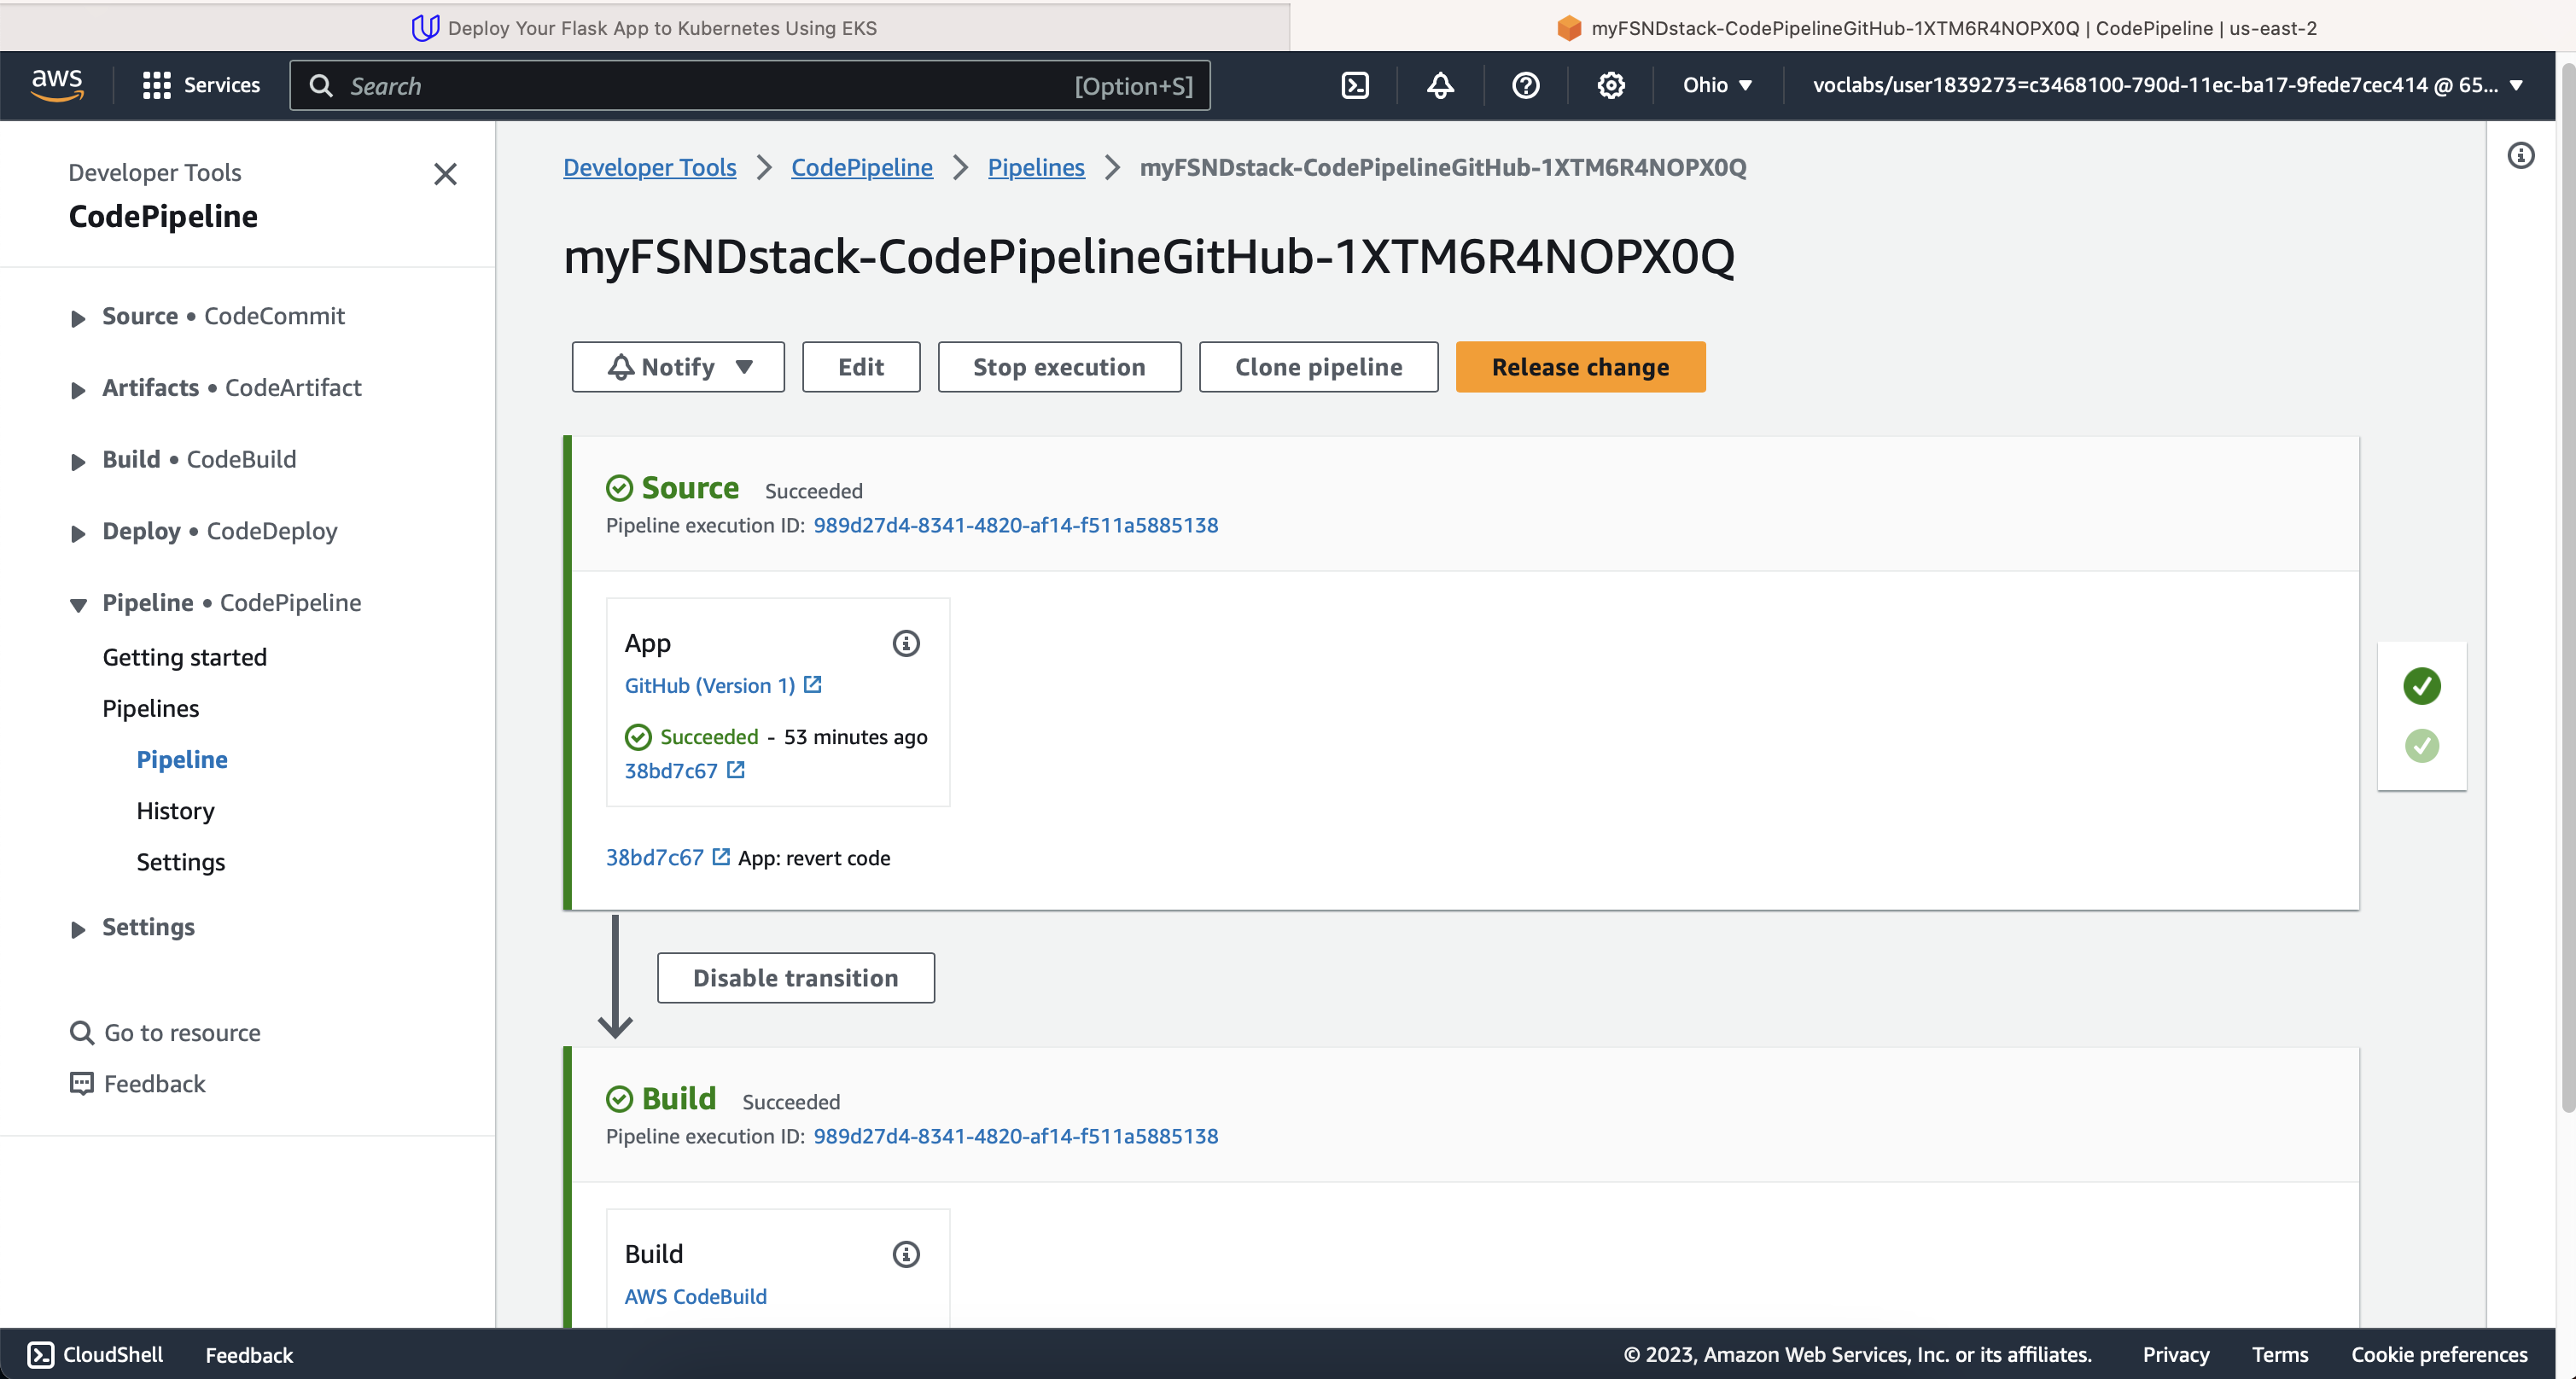 Deploy Your Flask App to Kubernetes Using EKS
myFSNDstack-CodePipelineGitHub-1XTM6R4NOPX0Q | CodePipeline | us-east-2
aws
Services
Search
[Option+S]
Ohio
voclabs/user1839273=c3468100-790d-11ec-ba17-9fede7cec414 @ 65...
Developer Tools
CodePipeline
Source • CodeCommit
Artifacts • CodeArtifact
Build • CodeBuild
Deploy • CodeDeploy
Pipeline • CodePipeline
Getting started
Pipelines
Pipeline
History
Settings
Settings
Go to resource
Feedback
Developer Tools > CodePipeline > Pipelines > myFSNDstack-CodePipelineGitHub-1XTM6R4NOPX0Q
myFSNDstack-CodePipelineGitHub-1XTM6R4NOPX0Q
Notify
Edit
Stop execution
Clone pipeline
Release change
Source Succeeded
Pipeline execution ID: 989d27d4-8341-4820-af14-f511a5885138
App
GitHub (Version 1)
Succeeded - 53 minutes ago
38bd7c67
38bd7c67 App: revert code
Disable transition
Build Succeeded
Pipeline execution ID: 989d27d4-8341-4820-af14-f511a5885138
Build
AWS CodeBuild
CloudShell
Feedback
© 2023, Amazon Web Services, Inc. or its affiliates.
Privacy
Terms
Cookie preferences